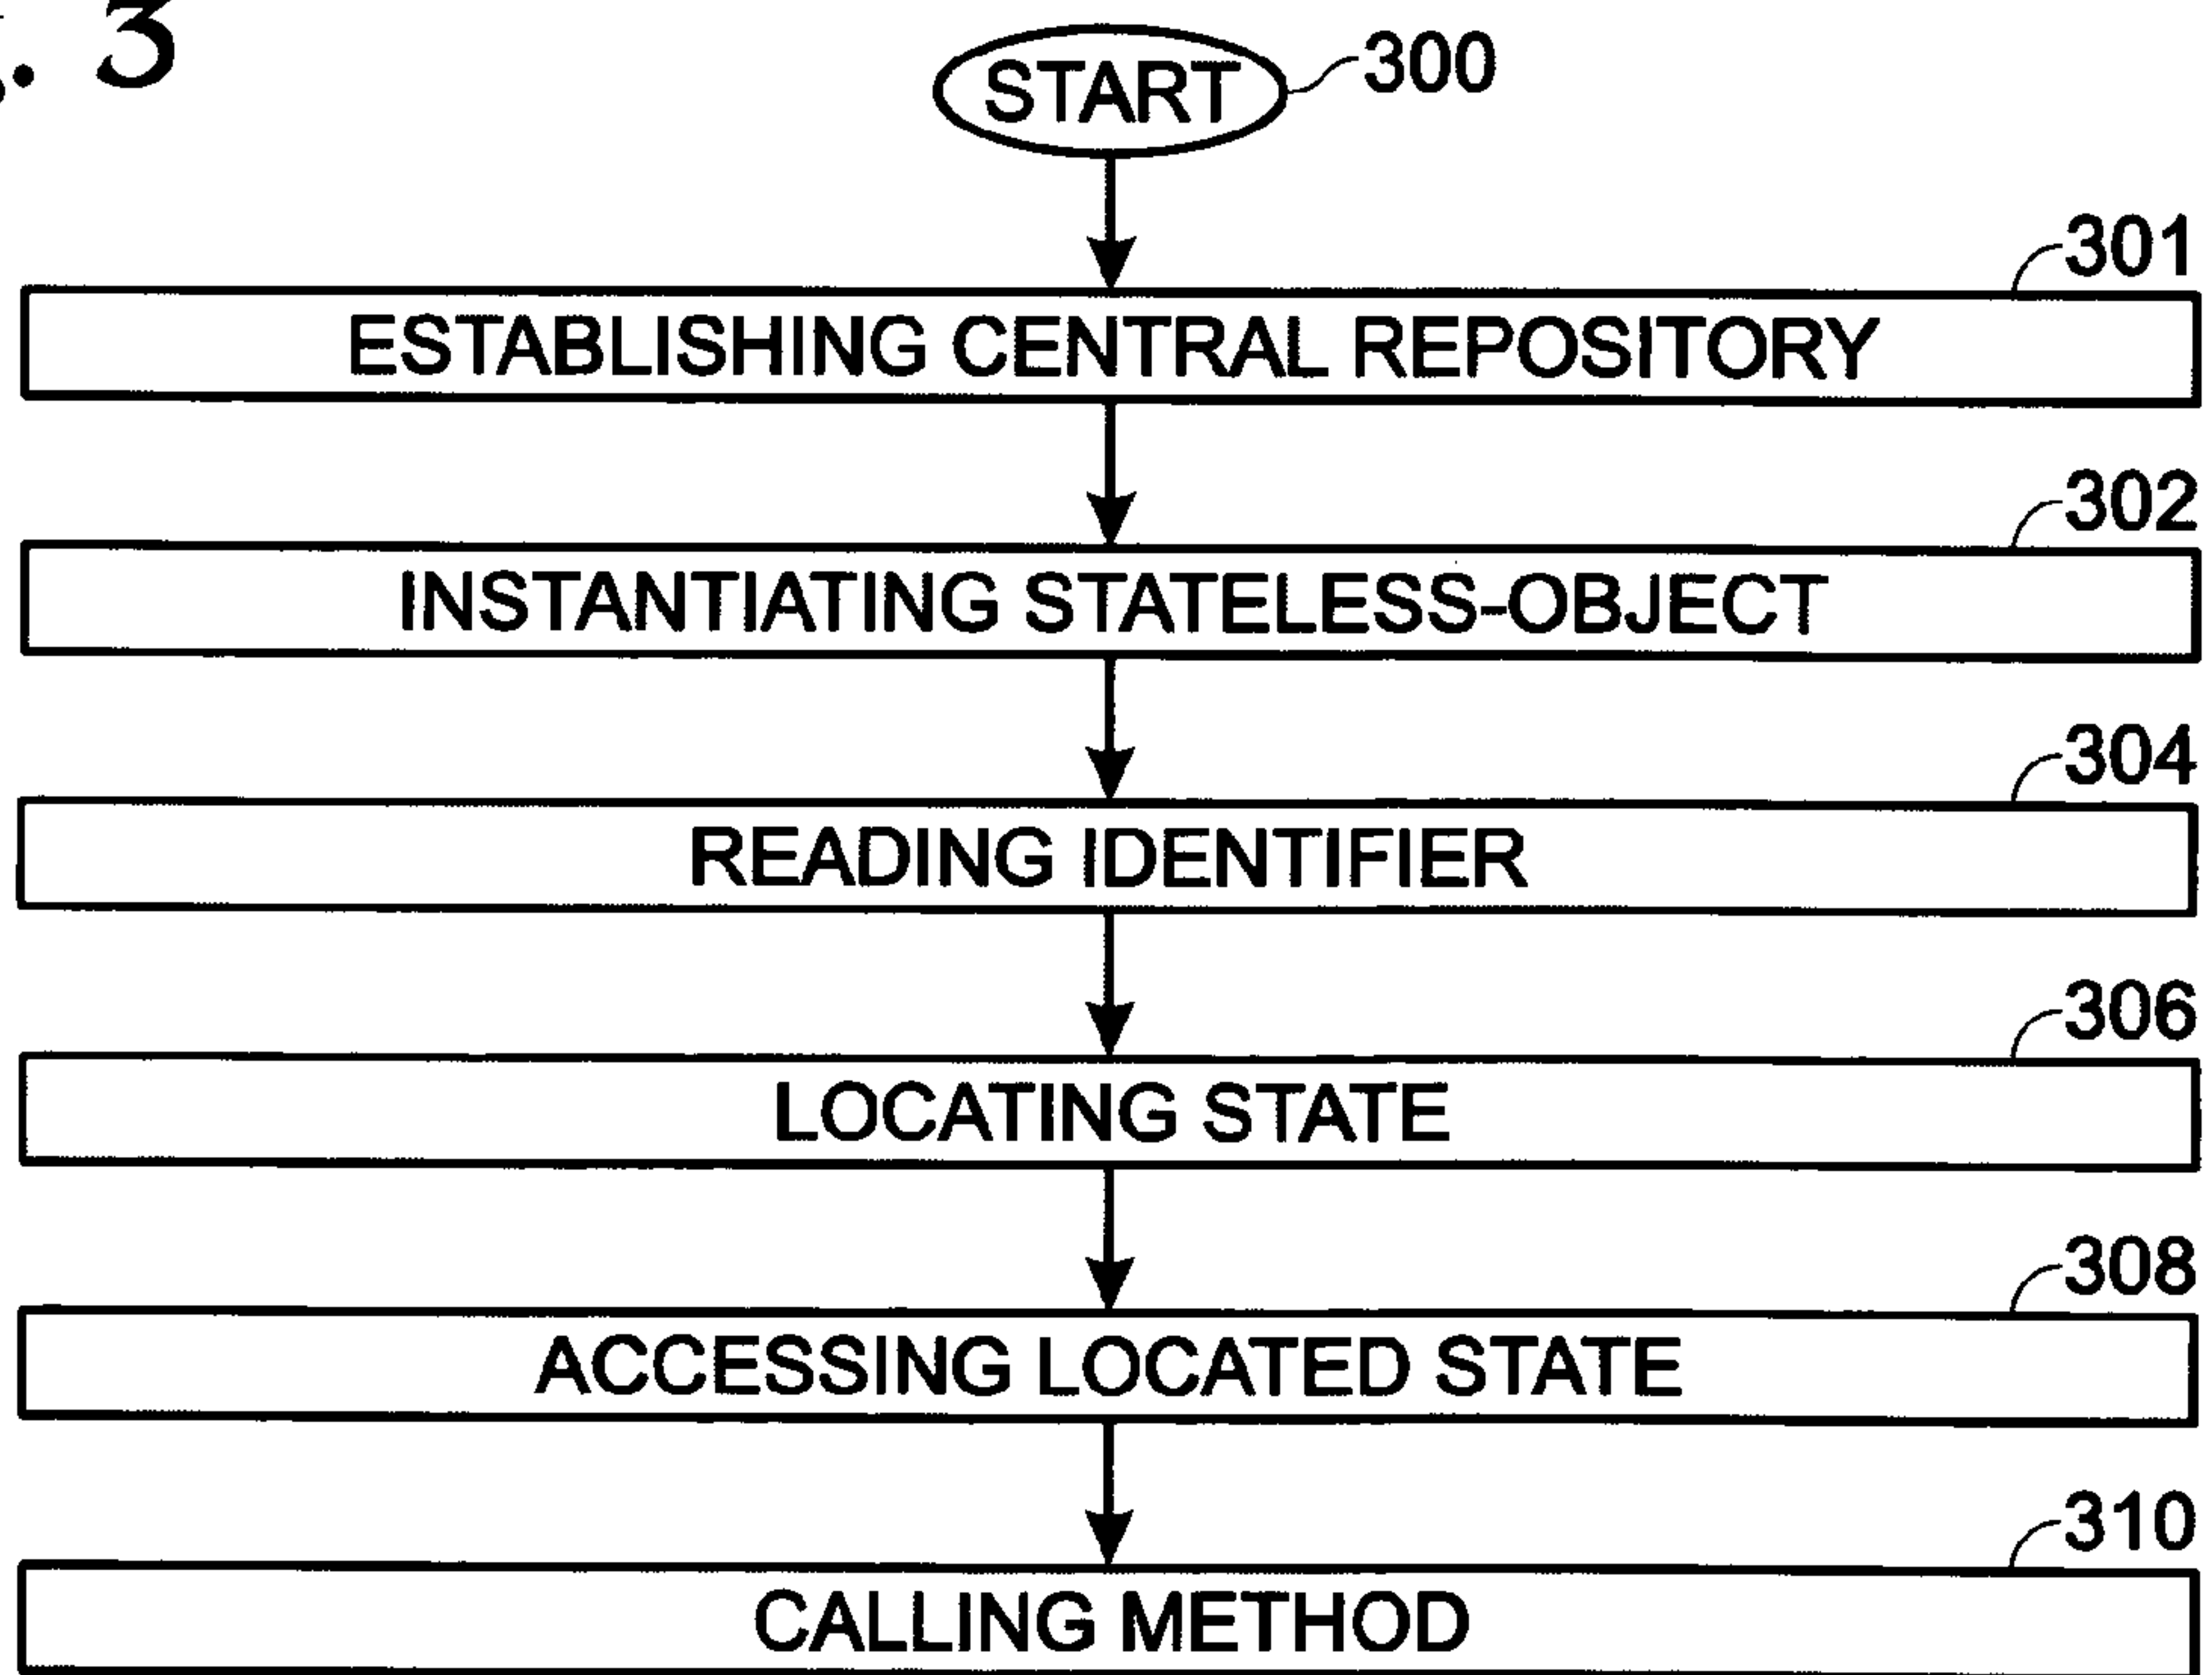 . 3
START
300
301
ESTABLISHING CENTRAL REPOSITORY
302
INSTANTIATING STATELESS-OBJECT
304
READING IDENTIFIER
306
LOCATING STATE
308
ACCESSING LOCATED STATE
310
CALLING METHOD